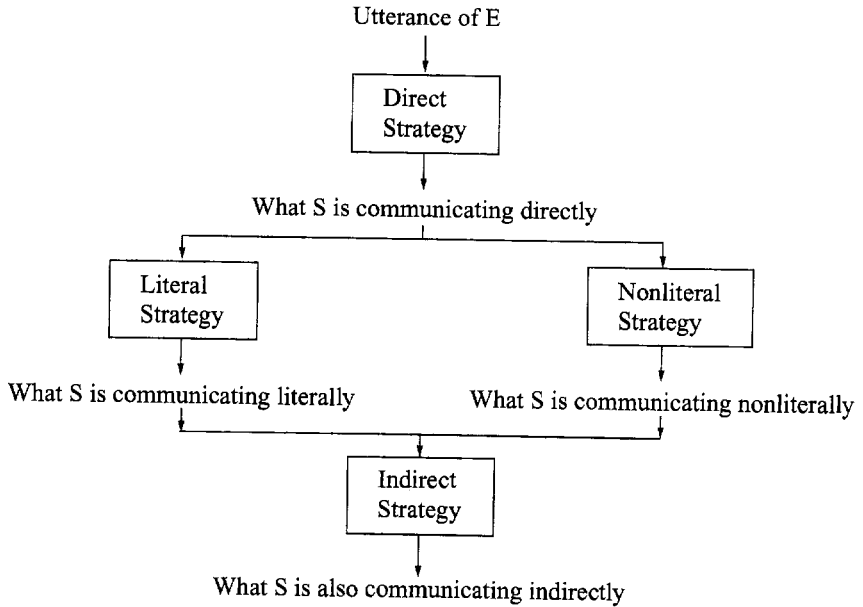 Utterance of E
Direct
Strategy
What S is communicating directly
Literal
Strategy
Nonliteral
Strategy
What S is communicating literally
What S is communicating nonliterally
Indirect
Strategy
What S is also communicating indirectly